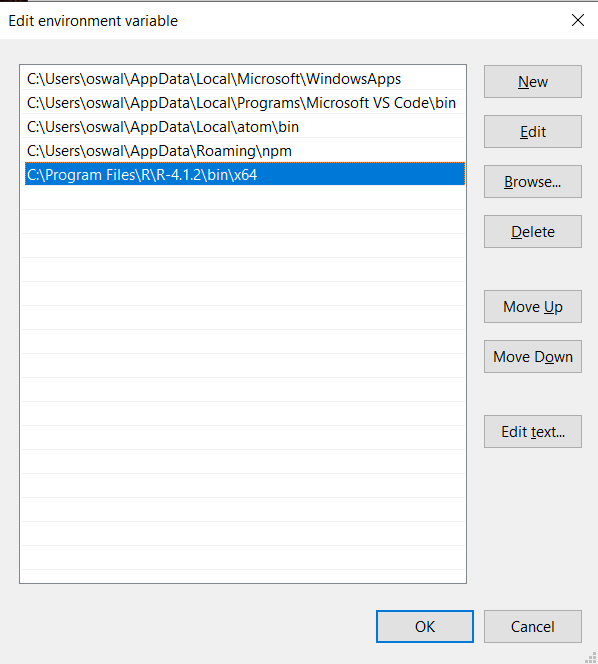 Edit environment variable
C:\Users\oswal\AppData\Local\Microsoft\WindowsApps
C:\Users\oswal\AppData\Local\Programs\Microsoft VS Code\bin
C:\Users\oswal\AppData\Local\atom\bin
C:\Users\oswal\AppData\Roaming\npm
C:\Program Files\R\R-4.1.2\bin\x64
New
Edit
Browse...
Delete
Move Up
Move Down
Edit text...
OK
Cancel